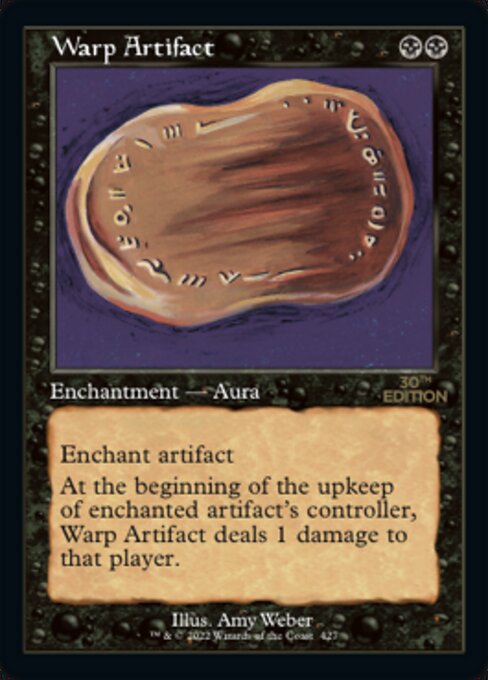 Warp Artifact
Enchantment — Aura
30TH
EDITION
Enchant artifact
At the beginning of the upkeep
of enchanted artifact's controller,
Warp Artifact deals 1 damage to
that player.
Illus. Amy Weber
™ & © 2022 Wizards of the Coast 427